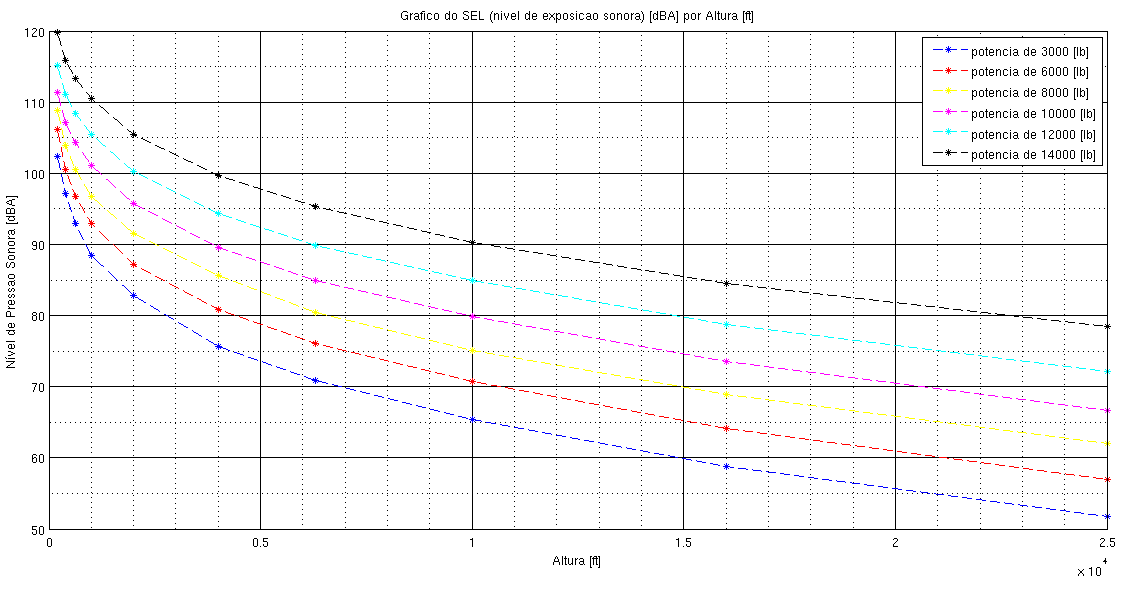 Grafico do SEL (nivel de exposicao sonora) [dBA] por Altura [ft]
120
110
100
90
80
70
60
50
Nivel de Pressao Sonora [dBA]
potencia de 3000 [lb]
potencia de 6000 [lb]
potencia de 8000 [lb]
potencia de 10000 [lb]
potencia de 12000 [lb]
potencia de 14000 [lb]
0
0.5
1
1.5
2
2.5
Altura [ft]
x 10 4